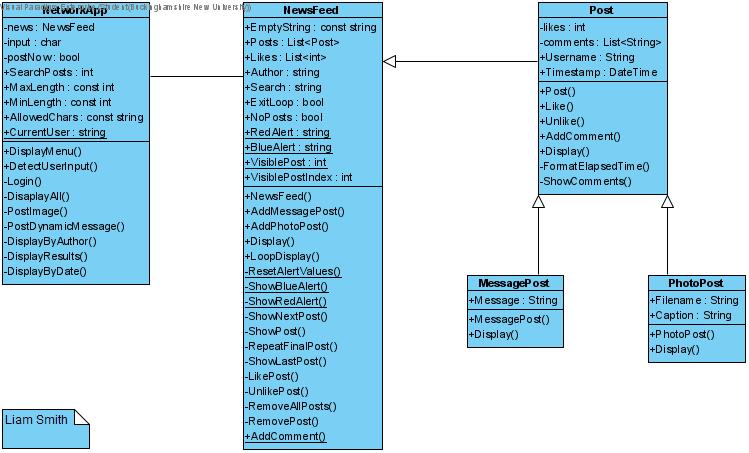 Visual Paradigm Enterprise (Student(Buckinghamshire New University))
NetworkApp
-news : NewsFeed
-input : char
-postNow : bool
+SearchPosts : int
+MaxLength : const int
+MinLength : const int
+AllowedChars : const string
+CurrentUser : string
+DisplayMenu()
+DetectUserInput()
-Login()
-DisaplayAll()
-PostImage()
-PostDynamicMessage()
-DisplayByAuthor()
-DisplayResults()
-DisplayByDate()
NewsFeed
+EmptyString : const string
+Posts : List<Post>
+Likes : List<int>
+Author : string
+Search : string
+ExitLoop : bool
+NoPosts : bool
+RedAlert : string
+BlueAlert : string
+VisiblePost : int
+VisiblePostIndex : int
+NewsFeed()
+AddMessagePost()
+AddPhotoPost()
+Display()
+LoopDisplay()
-ResetAlertValues()
-ShowBlueAlert()
-ShowRedAlert()
-ShowNextPost()
-ShowPost()
-RepeatFinalPost()
-ShowLastPost()
-LikePost()
-UnlikePost()
-RemoveAllPosts()
-RemovePost()
+AddComment()
Post
-likes : int
-comments : List<String>
+Username : String
+Timestamp : DateTime
+Post()
+Like()
+Unlike()
+AddComment()
+Display()
-FormatElapsedTime()
-ShowComments()
MessagePost
+Message : String
+MessagePost()
+Display()
PhotoPost
+Filename : String
+Caption : String
+PhotoPost()
+Display()
Liam Smith